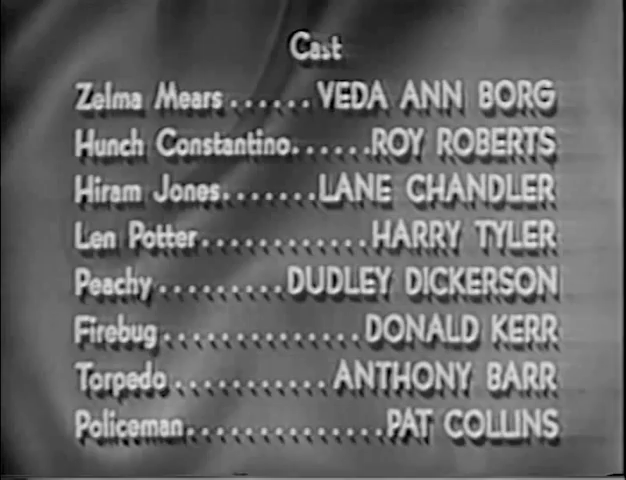 Cast
Zelma Mears......VEDA ANN BORG
Hunch Constantino......ROY ROBERTS
Hiram Jones.......LANE CHANDLER
Len Potter............HARRY TYLER
Peachy.........DUDLEY DICKERSON
Firebug..............DONALD KERR
Torpedo...........ANTHONY BARR
Policeman..............PAT COLLINS